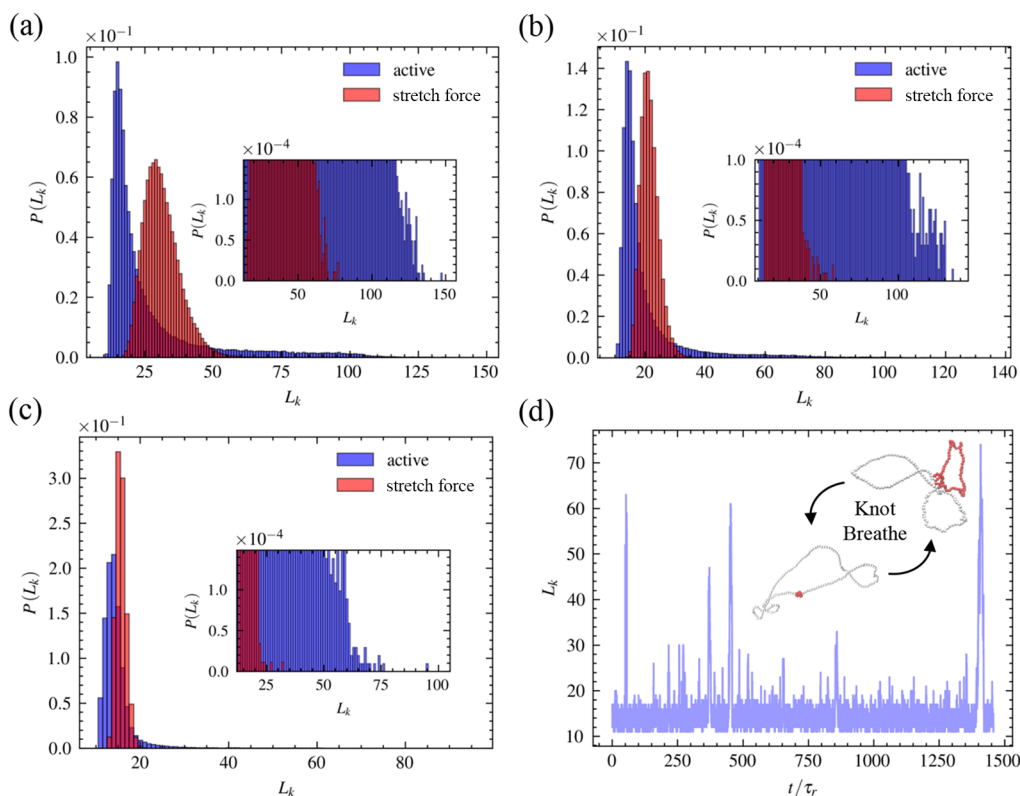 (a)
×10⁻¹
1.0
0.8
0.6
0.4
0.2
0.0
P(Lₖ)
active
stretch force
×10⁻⁴
1.0
0.5
0.0
P(Lₖ)
50 100 150
Lₖ
25 50 75 100 125 150
Lₖ
(b)
×10⁻¹
1.4
1.2
1.0
0.8
0.6
0.4
0.2
0.0
P(Lₖ)
active
stretch force
×10⁻⁴
1.0
0.5
0.0
P(Lₖ)
50 100
Lₖ
20 40 60 80 100 120 140
Lₖ
(c)
×10⁻¹
3.0
2.5
2.0
1.5
1.0
0.5
0.0
P(Lₖ)
active
stretch force
×10⁻⁴
1.0
0.5
0.0
P(Lₖ)
25 50 75 100
Lₖ
20 40 60 80
Lₖ
(d)
70
60
50
40
30
20
10
Lₖ
Knot
Breathe
0 250 500 750 1000 1250 1500
t/τᵣ